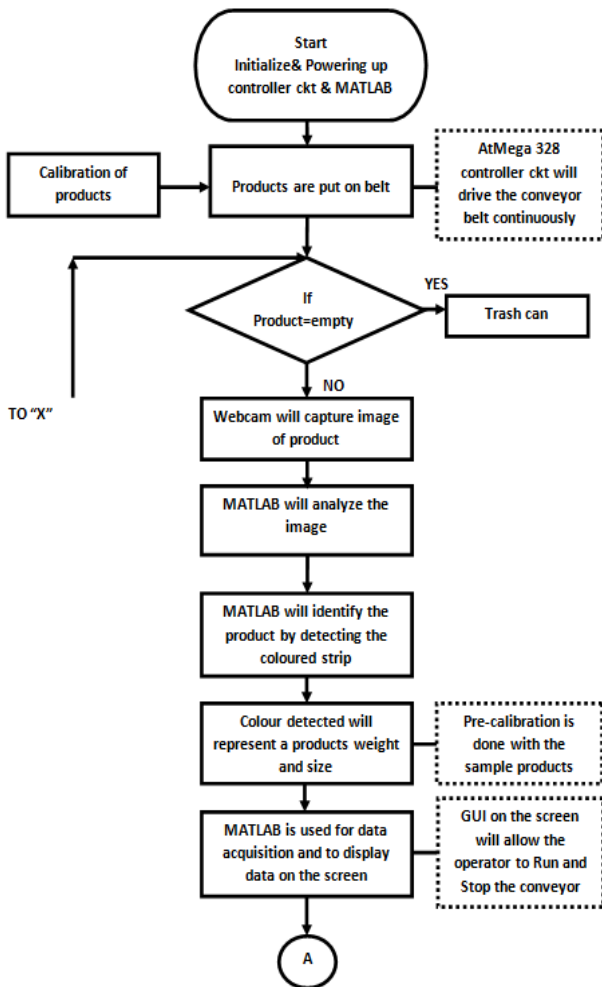 Start
Initialize& Powering up
controller ckt & MATLAB
Calibration of
products
Products are put on belt
AtMega 328
controller ckt will
drive the conveyor
belt continuously
If
Product=empty
YES
Trash can
NO
TO “X”
Webcam will capture image
of product
MATLAB will analyze the
image
MATLAB will identify the
product by detecting the
coloured strip
Colour detected will
represent a products weight
and size
Pre-calibration is
done with the
sample products
MATLAB is used for data
acquisition and to display
data on the screen
GUI on the screen
will allow the
operator to Run and
Stop the conveyor
A